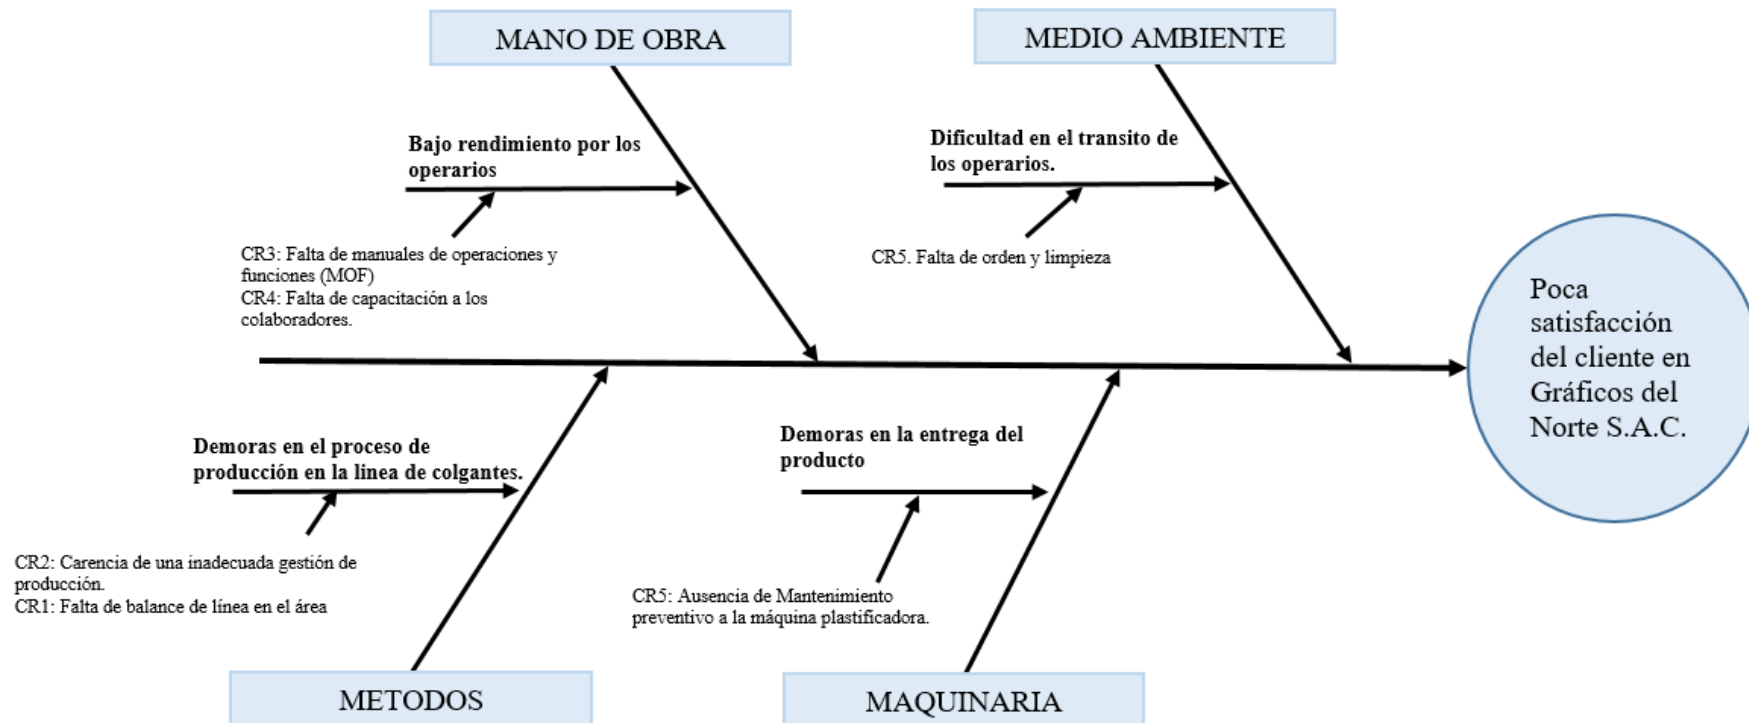 MANO DE OBRA
MEDIO AMBIENTE
Bajo rendimiento por los
operarios
Dificultad en el transito de
los operarios.
CR3: Falta de manuales de operaciones y
funciones (MOF)
CR4: Falta de capacitación a los
colaboradores.
CR5. Falta de orden y limpieza
Poca
satisfacción
del cliente en
Gráficos del
Norte S.A.C.
Demoras en el proceso de
producción en la linea de colgantes.
Demoras en la entrega del
producto
CR2: Carencia de una inadecuada gestión de
producción.
CR1: Falta de balance de línea en el área
CR5: Ausencia de Mantenimiento
preventivo a la máquina plastificadora.
METODOS
MAQUINARIA